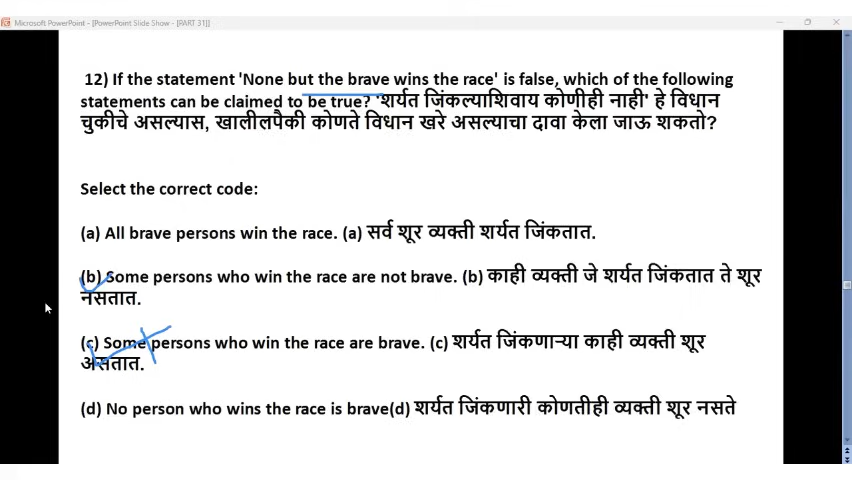 Microsoft PowerPoint - [PowerPoint Slide Show - [PART 31]]
12) If the statement 'None but the brave wins the race' is false, which of the following
statements can be claimed to be true? 'शर्यत जिंकल्याशिवाय कोणीही नाही' हे विधान
चुकीचे असल्यास, खालीलपैकी कोणते विधान खरे असल्याचा दावा केला जाऊ शकतो?
Select the correct code:
(a) All brave persons win the race. (a) सर्व शूर व्यक्ती शर्यत जिंकतात.
(b) Some persons who win the race are not brave. (b) काही व्यक्ती जे शर्यत जिंकतात ते शूर
नसतात.
(c) Some persons who win the race are brave. (c) शर्यत जिंकणाऱ्या काही व्यक्ती शूर
असतात.
(d) No person who wins the race is brave(d) शर्यत जिंकणारी कोणतीही व्यक्ती शूर नसते